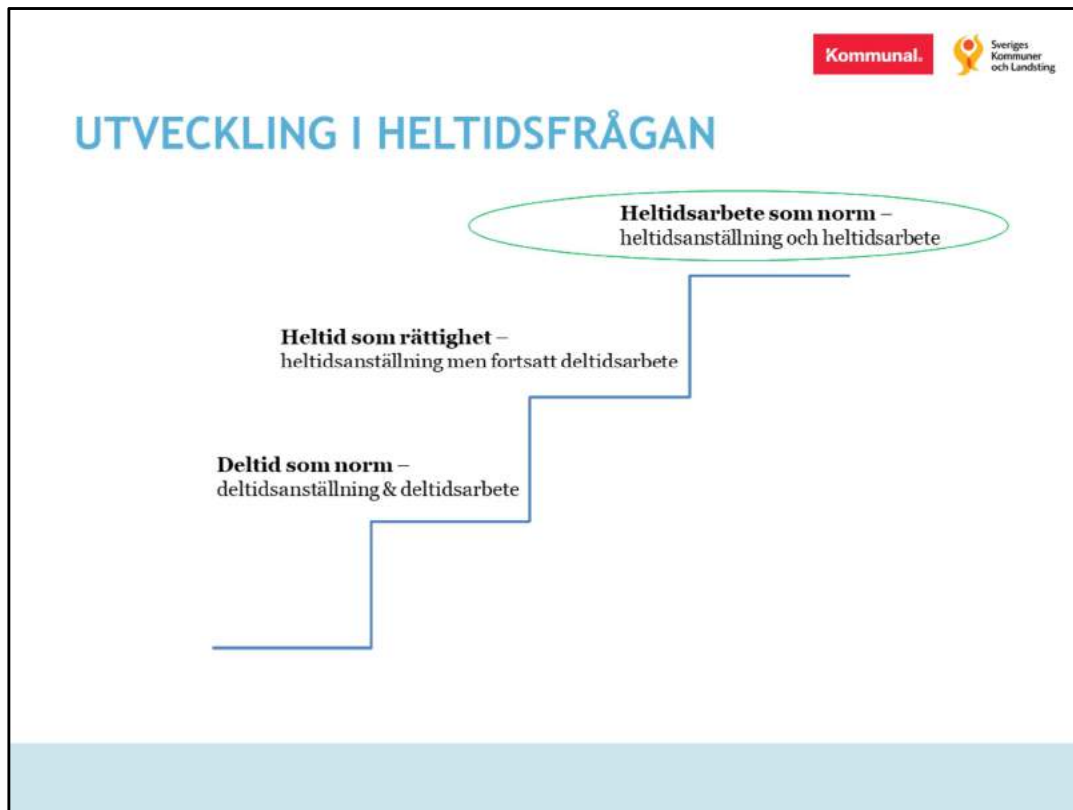 Kommunal.
Sveriges
Kommuner
och Landsting
UTVECKLING I HELTIDSFRÅGAN
Heltidsarbete som norm –
heltidsanställning och heltidsarbete
Heltid som rättighet –
heltidsanställning men fortsatt deltidsarbete
Deltid som norm –
deltidsanställning & deltidsarbete